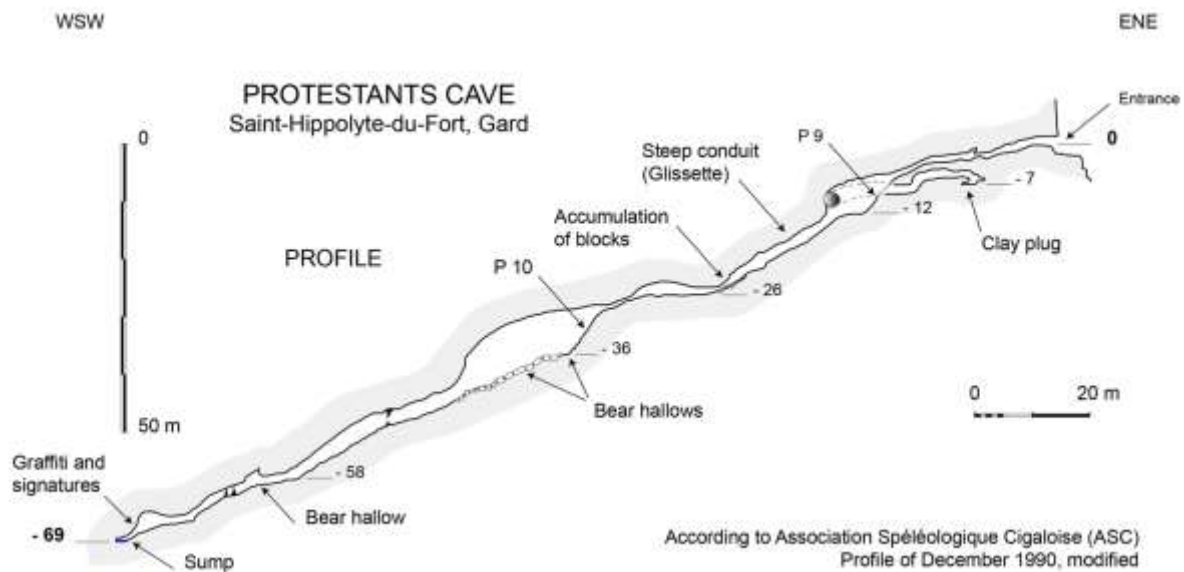 WSW
ENE
PROTESTANTS CAVE
Saint-Hippolyte-du-Fort, Gard
PROFILE
0
50 m
Entrance
0
P 9
- 7
- 12
Clay plug
Steep conduit
(Glissette)
Accumulation
of blocks
- 26
P 10
- 36
Bear hallows
0
20 m
- 58
Bear hallow
Graffiti and
signatures
- 69
Sump
According to Association Spéléologique Cigaloise (ASC)
Profile of December 1990, modified